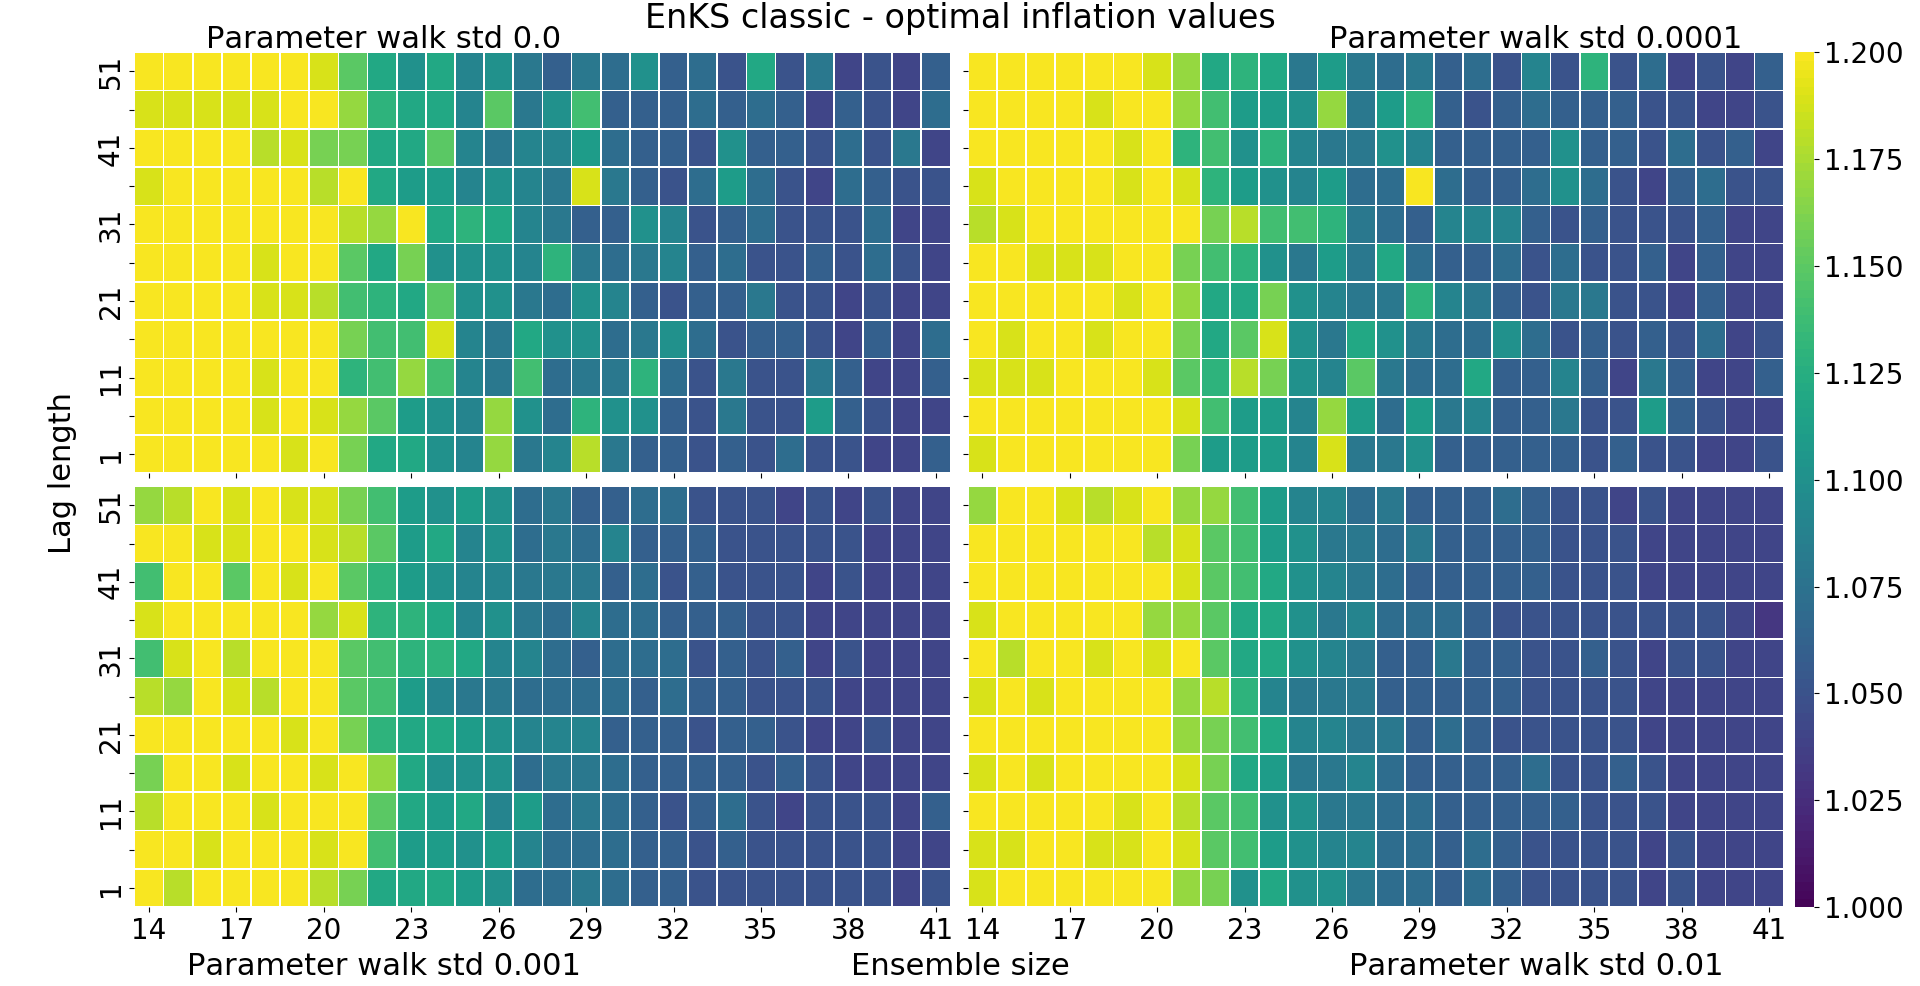 EnKS classic - optimal inflation values
Parameter walk std 0.0
Parameter walk std 0.0001
51
41
31
21
11
1
51
41
31
21
11
1
Lag length
1.200
1.175
1.150
1.125
1.100
1.075
1.050
1.025
1.000
14 17 20 23 26 29 32 35 38 41
14 17 20 23 26 29 32 35 38 41
Parameter walk std 0.001
Ensemble size
Parameter walk std 0.01